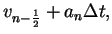 $v_{n-\frac{1}{2}} + a_n \Delta t,$